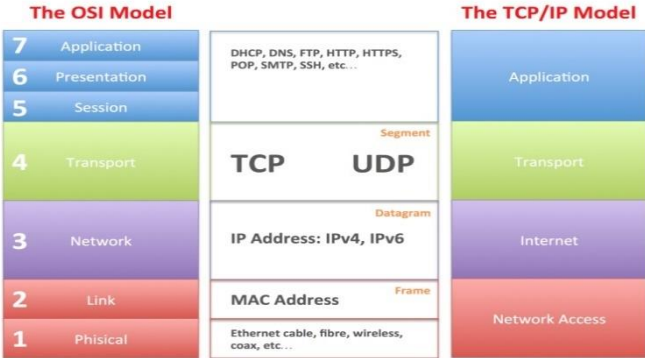 The OSI Model
The TCP/IP Model
7 Application
6 Presentation
5 Session
DHCP, DNS, FTP, HTTP, HTTPS,
POP, SMTP, SSH, etc...
Application
4 Transport
Segment
TCP UDP
Transport
3 Network
Datagram
IP Address: IPv4, IPv6
Internet
2 Link
Frame
MAC Address
1 Phisical
Ethernet cable, fibre, wireless,
coax, etc...
Network Access